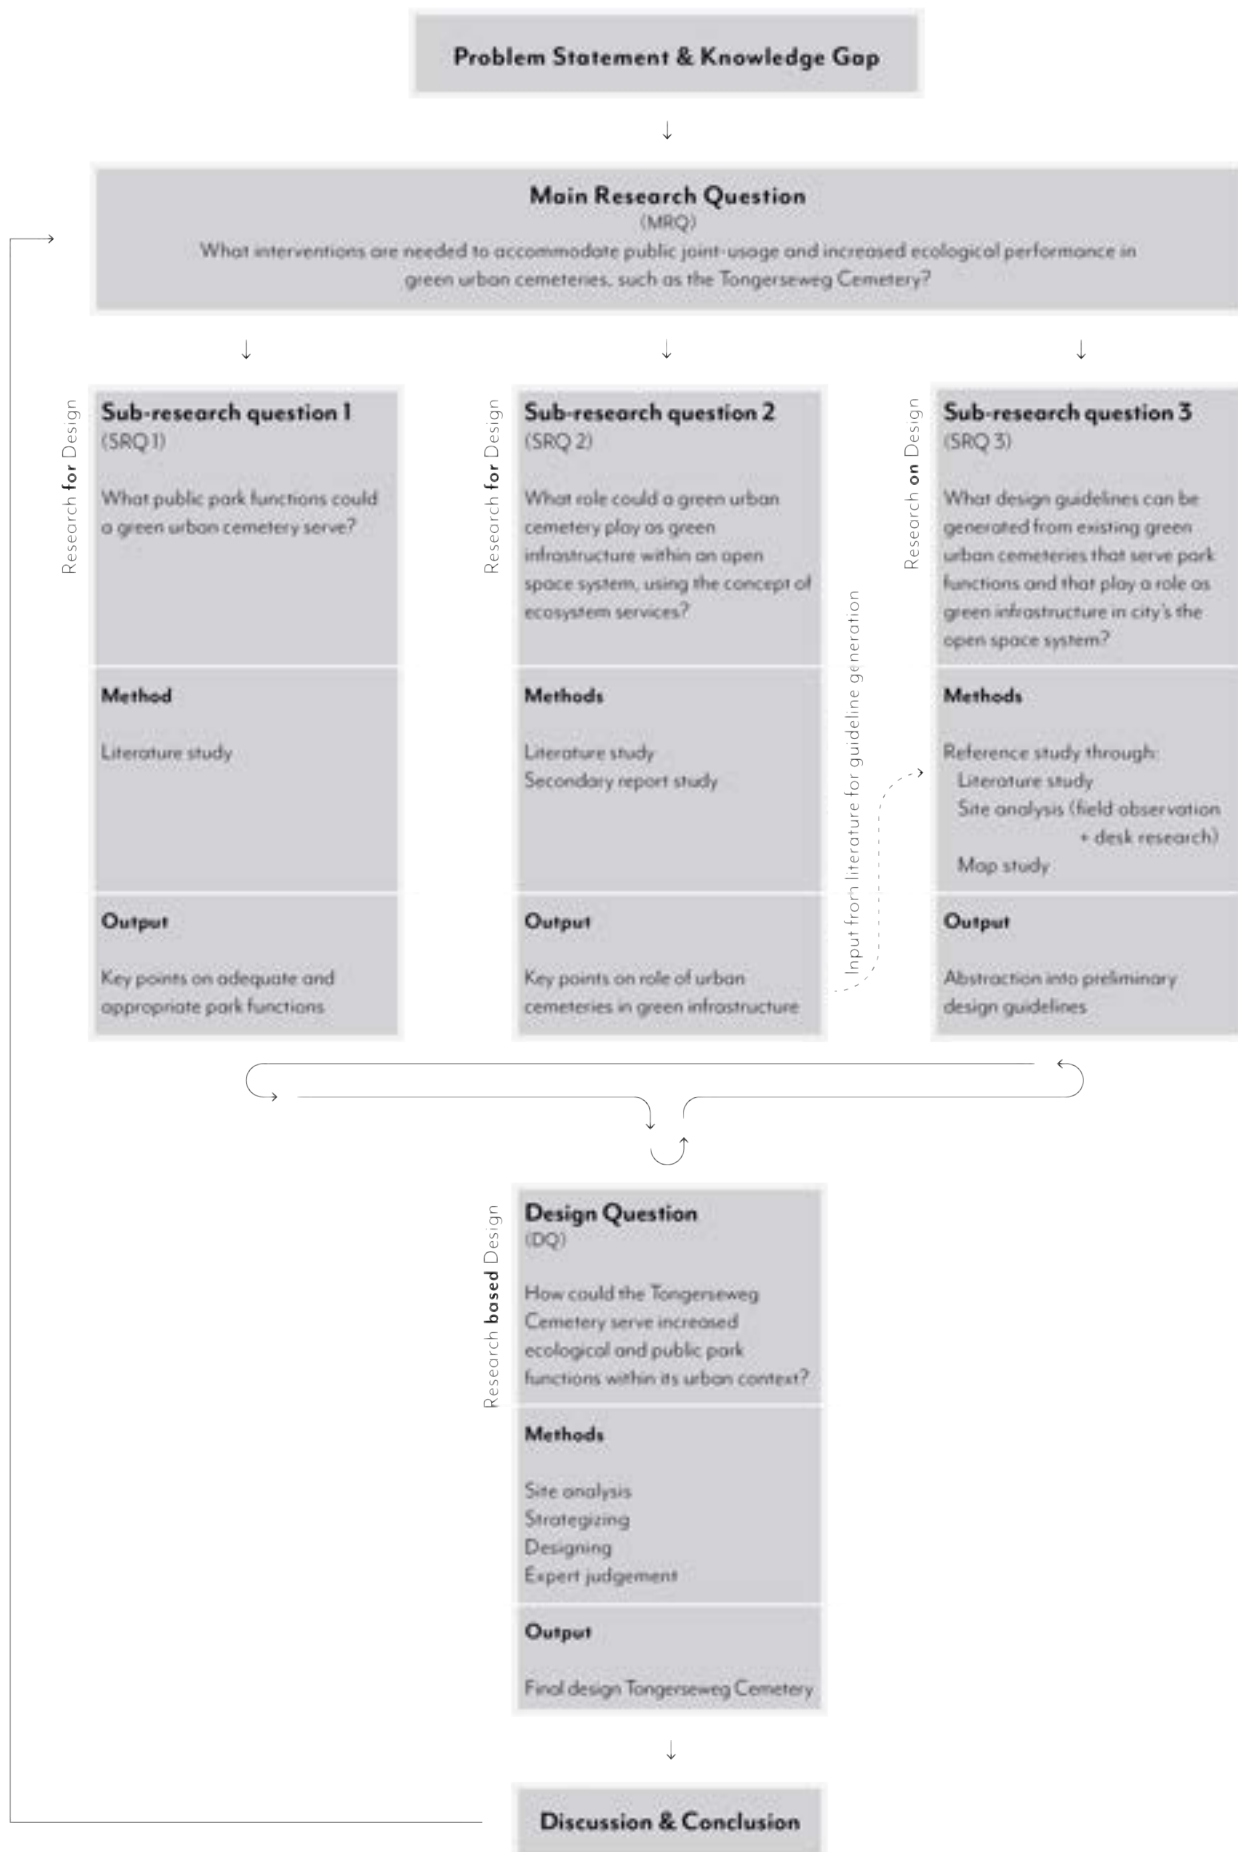 Problem Statement & Knowledge Gap
Main Research Question
(MRQ)
What interventions are needed to accommodate public joint-usage and increased ecological performance in
green urban cemeteries, such as the Tongerseweg Cemetery?
Research for Design
Sub-research question 1
(SRQ 1)
What public park functions could
a green urban cemetery serve?
Method
Literature study
Output
Key points on adequate and
appropriate park functions
Research for Design
Sub-research question 2
(SRQ 2)
What role could a green urban
cemetery play as green
infrastructure within an open
space system, using the concept of
ecosystem services?
Methods
Literature study
Secondary report study
Output
Key points on role of urban
cemeteries in green infrastructure
Input from literature for guideline generation
Research on Design
Sub-research question 3
(SRQ 3)
What design guidelines can be
generated from existing green
urban cemeteries that serve park
functions and that play a role as
green infrastructure in city's the
open space system?
Methods
Reference study through:
Literature study
Site analysis (field observation
+ desk research)
Map study
Output
Abstraction into preliminary
design guidelines
Research based Design
Design Question
(DQ)
How could the Tongerseweg
Cemetery serve increased
ecological and public park
functions within its urban context?
Methods
Site analysis
Strategizing
Designing
Expert judgement
Output
Final design Tongerseweg Cemetery
Discussion & Conclusion